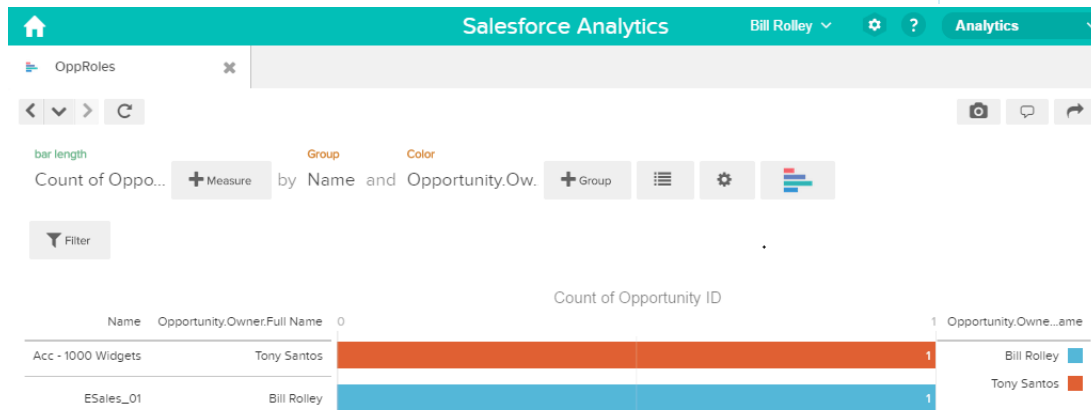 Salesforce Analytics Bill Rolley ? Analytics
OppRoles
bar length Group Color
Count of Oppo... + Measure by Name and Opportunity.Ow. + Group
Filter
Count of Opportunity ID
Name Opportunity.Owner.Full Name 0 1 Opportunity.Owne...ame
Acc - 1000 Widgets Tony Santos 1 Bill Rolley
Tony Santos
ESales_01 Bill Rolley 1